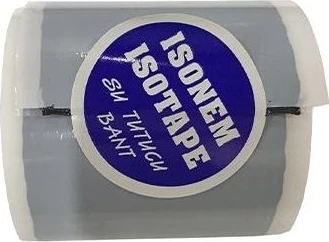 ISONEM
ISOTAPE
SU TUTUCU
BANT